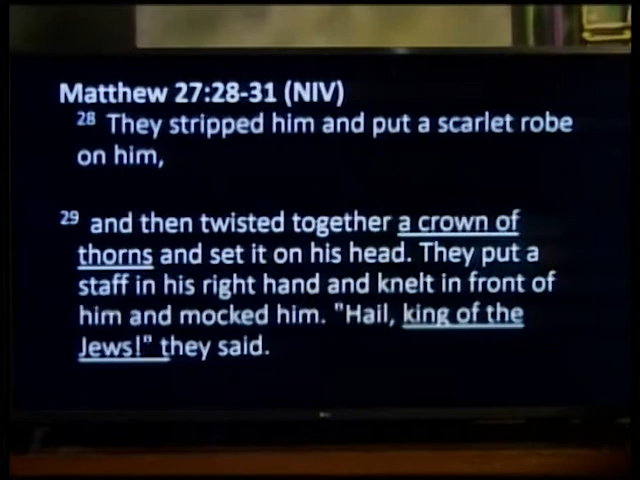 Matthew 27:28-31 (NIV)
28 They stripped him and put a scarlet robe
on him,
29 and then twisted together a crown of
thorns and set it on his head. They put a
staff in his right hand and knelt in front of
him and mocked him. "Hail, king of the
Jews!" they said.